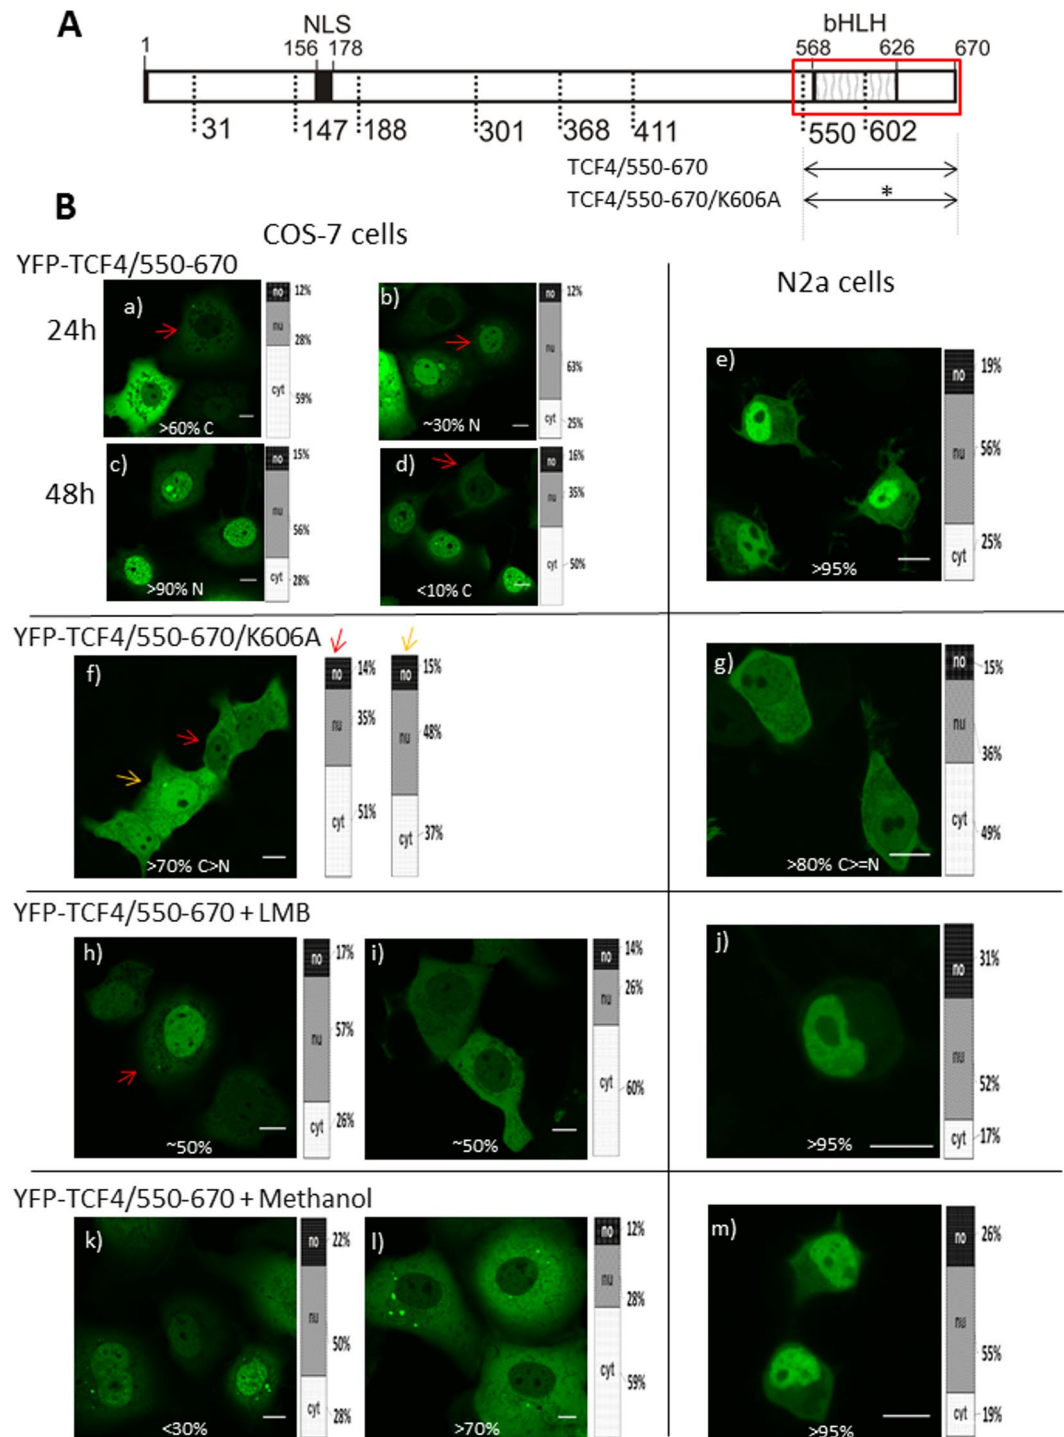 A
NLS
bHLH
1
156 178
568
626
670
31
147
188
301
368
411
550
602
TCF4/550-670
TCF4/550-670/K606A
*
B
COS-7 cells
N2a cells
YFP-TCF4/550-670
24h
a)
>60% C
no 12%
nu 28%
cyt 59%
b)
~30% N
no 12%
nu 63%
cyt 25%
48h
c)
>90% N
no 15%
nu 56%
cyt 28%
d)
<10% C
no 16%
nu 35%
cyt 50%
e)
>95%
no 19%
nu 56%
cyt 25%
YFP-TCF4/550-670/K606A
f)
>70% C>N
no 14%
nu 35%
cyt 51%
no 15%
nu 48%
cyt 37%
g)
>80% C>=N
no 15%
nu 36%
cyt 49%
YFP-TCF4/550-670 + LMB
h)
~50%
no 17%
nu 57%
cyt 26%
i)
~50%
no 14%
nu 26%
cyt 60%
j)
>95%
no 31%
nu 52%
cyt 17%
YFP-TCF4/550-670 + Methanol
k)
<30%
no 22%
nu 50%
cyt 28%
l)
>70%
no 12%
nu 28%
cyt 59%
m)
>95%
no 26%
nu 55%
cyt 19%